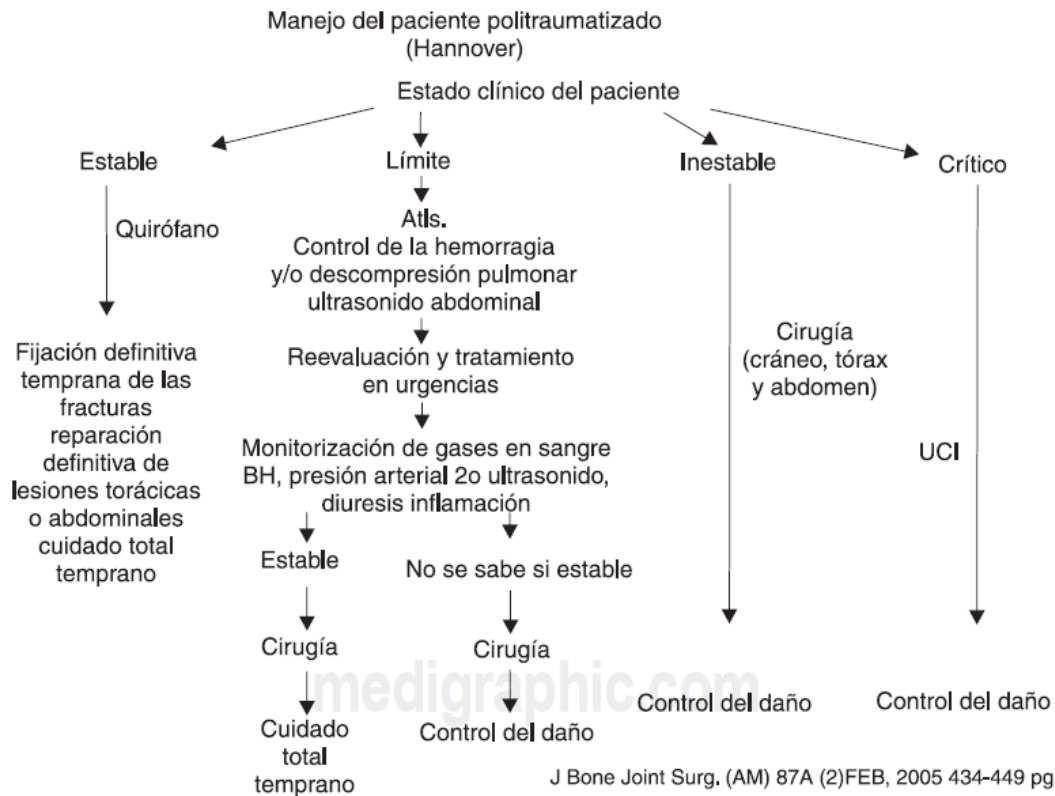 Manejo del paciente politraumatizado
(Hannover)
Estado clínico del paciente
Estable
Quirófano
Fijación definitiva
temprana de las
fracturas
reparación
definitiva de
lesiones torácicas
o abdominales
cuidado total
temprano
Límite
Atls.
Control de la hemorragia
y/o descompresión pulmonar
ultrasonido abdominal
Reevaluación y tratamiento
en urgencias
Monitorización de gases en sangre
BH, presión arterial 2o ultrasonido,
diuresis inflamación
Estable
Cirugía
Cuidado
total
temprano
No se sabe si estable
Cirugía
Control del daño
Inestable
Cirugía
(cráneo, tórax
y abdomen)
Control del daño
Crítico
UCI
Control del daño
medigraphic.com
J Bone Joint Surg. (AM) 87A (2)FEB, 2005 434-449 pg